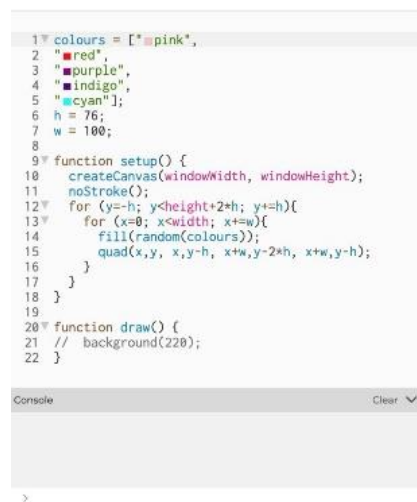 1 colours = ["pink",
2 "red",
3 "purple",
4 "indigo",
5 "cyan"];
6 h = 76;
7 w = 100;
8
9 function setup() {
10 createCanvas(windowWidth, windowHeight);
11 noStroke();
12 for (y=-h; y<height+2*h; y+=h){
13 for (x=0; x<width; x+=w){
14 fill(random(colours));
15 quad(x,y, x,y-h, x+w,y-2*h, x+w,y-h);
16 }
17 }
18 }
19
20 function draw() {
21 // background(220);
22 }
Console Clear
>